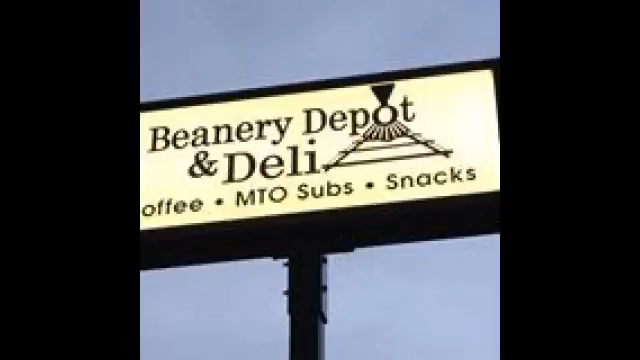 Beanery Depot
& Deli
offee • MTO Subs • Snacks